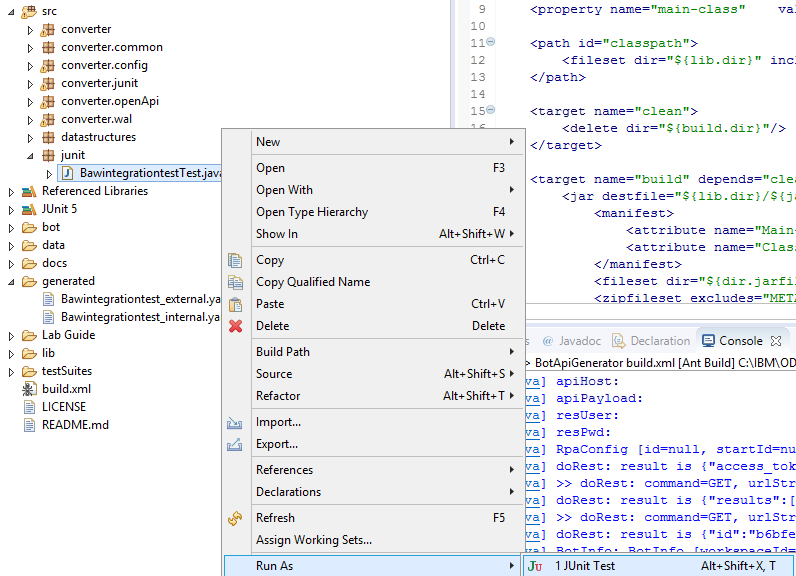 src
converter
converter.common
converter.config
converter.junit
converter.openApi
converter.wal
datastructures
junit
BawintegrationtestTest.java
Referenced Libraries
JUnit 5
bot
data
docs
generated
Bawintegrationtest_external.ya
Bawintegrationtest_internal.ya
Lab Guide
lib
testSuites
build.xml
LICENSE
README.md
New
Open F3
Open With
Open Type Hierarchy F4
Show In Alt+Shift+W
Copy Ctrl+C
Copy Qualified Name
Paste Ctrl+V
Delete Delete
Build Path
Source Alt+Shift+S
Refactor Alt+Shift+T
Import...
Export...
References
Declarations
Refresh F5
Assign Working Sets...
Run As
1 JUnit Test Alt+Shift+X, T
9 <property name="main-class" val
10
11 <path id="classpath">
12 <fileset dir="${lib.dir}" incl
13 </path>
14
15 <target name="clean">
<delete dir="${build.dir}"/>
</target>
<target name="build" depends="clea
<jar destfile="${lib.dir}/${ja
<manifest>
<attribute name="Main-
<attribute name="Class
</manifest>
<fileset dir="${dir.jarfil
<zipfileset excludes="META
s @ Javadoc Declaration Console
BotApiGenerator build.xml [Ant Build] C:\IBM\OD
va] apiHost:
va] apiPayload:
va] resUser:
va] resPwd:
va] RpaConfig [id=null, startId=nu
va] doRest: result is {"access_tok
va] >> doRest: command=GET, urlStr
va] doRest: result is {"results":[
va] >> doRest: command=GET, urlStr
va] doRest: result is {"id":"b6bfe
va] BotInfo: BotInfo [workspaceId=